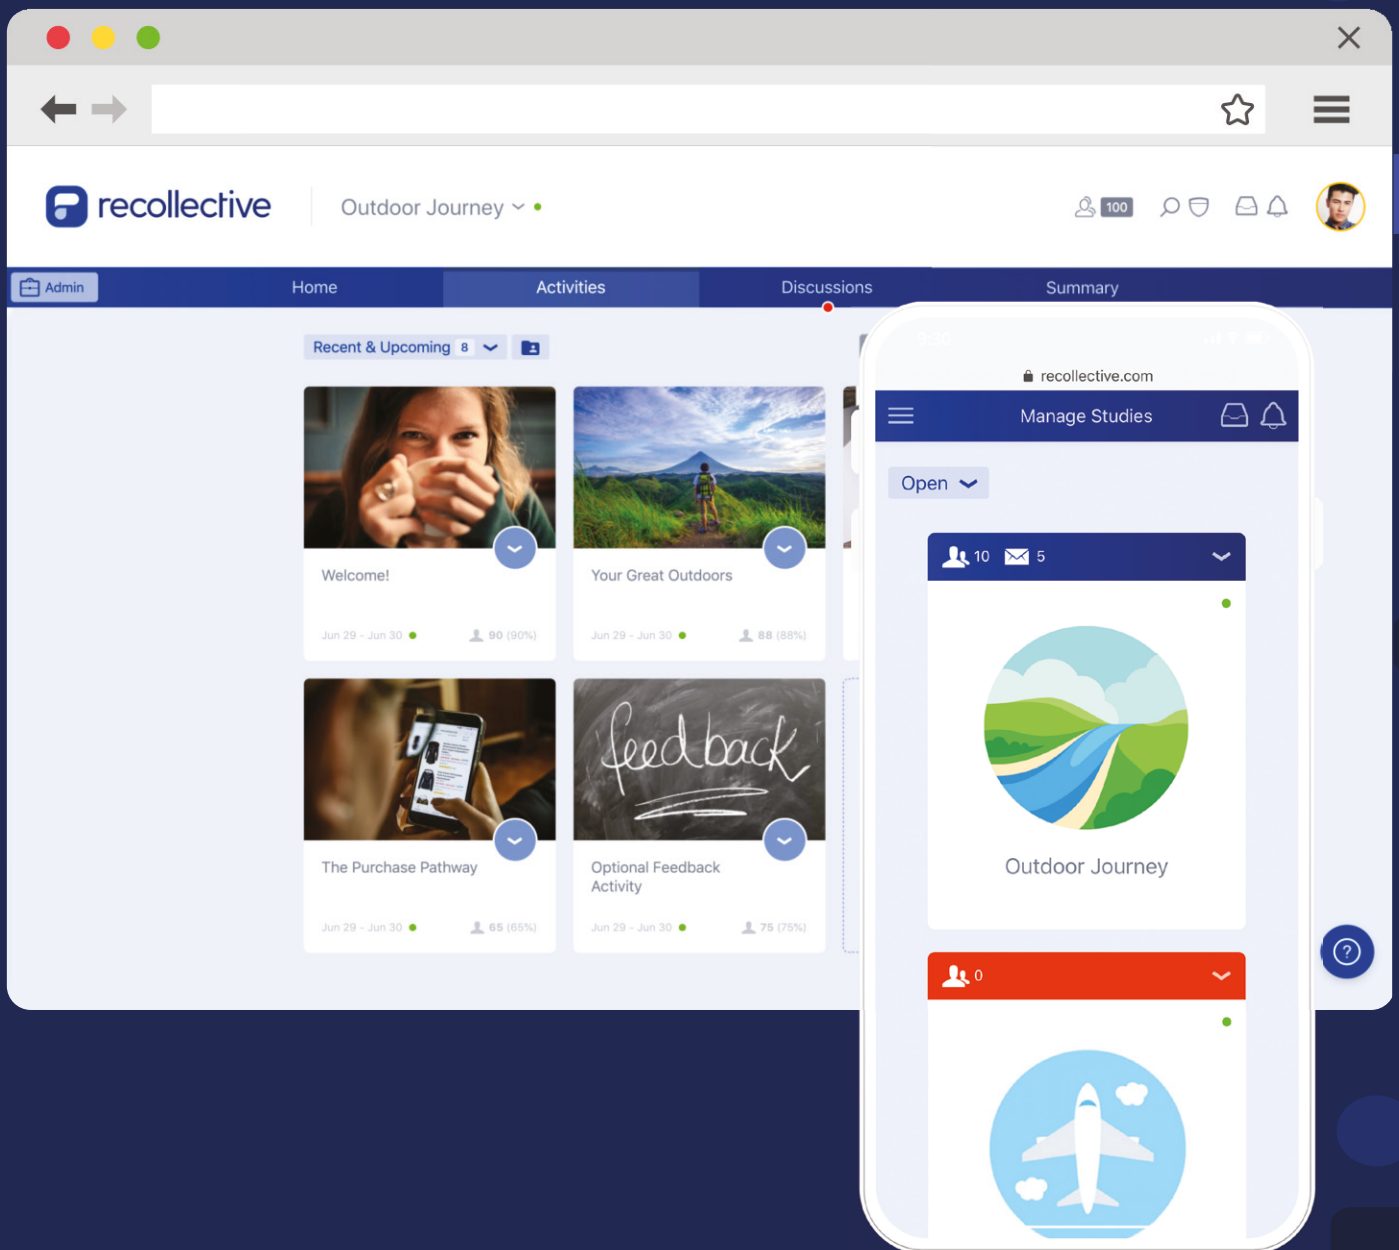 recollective
Outdoor Journey
100
Admin
Home
Activities
Discussions
Summary
Recent & Upcoming 8
Welcome!
Jun 29 - Jun 30
90 (90%)
Your Great Outdoors
Jun 29 - Jun 30
88 (88%)
feedback
The Purchase Pathway
Jun 29 - Jun 30
65 (65%)
Optional Feedback
Activity
Jun 29 - Jun 30
75 (75%)
?
recollective.com
Manage Studies
Open
10 5
Outdoor Journey
0